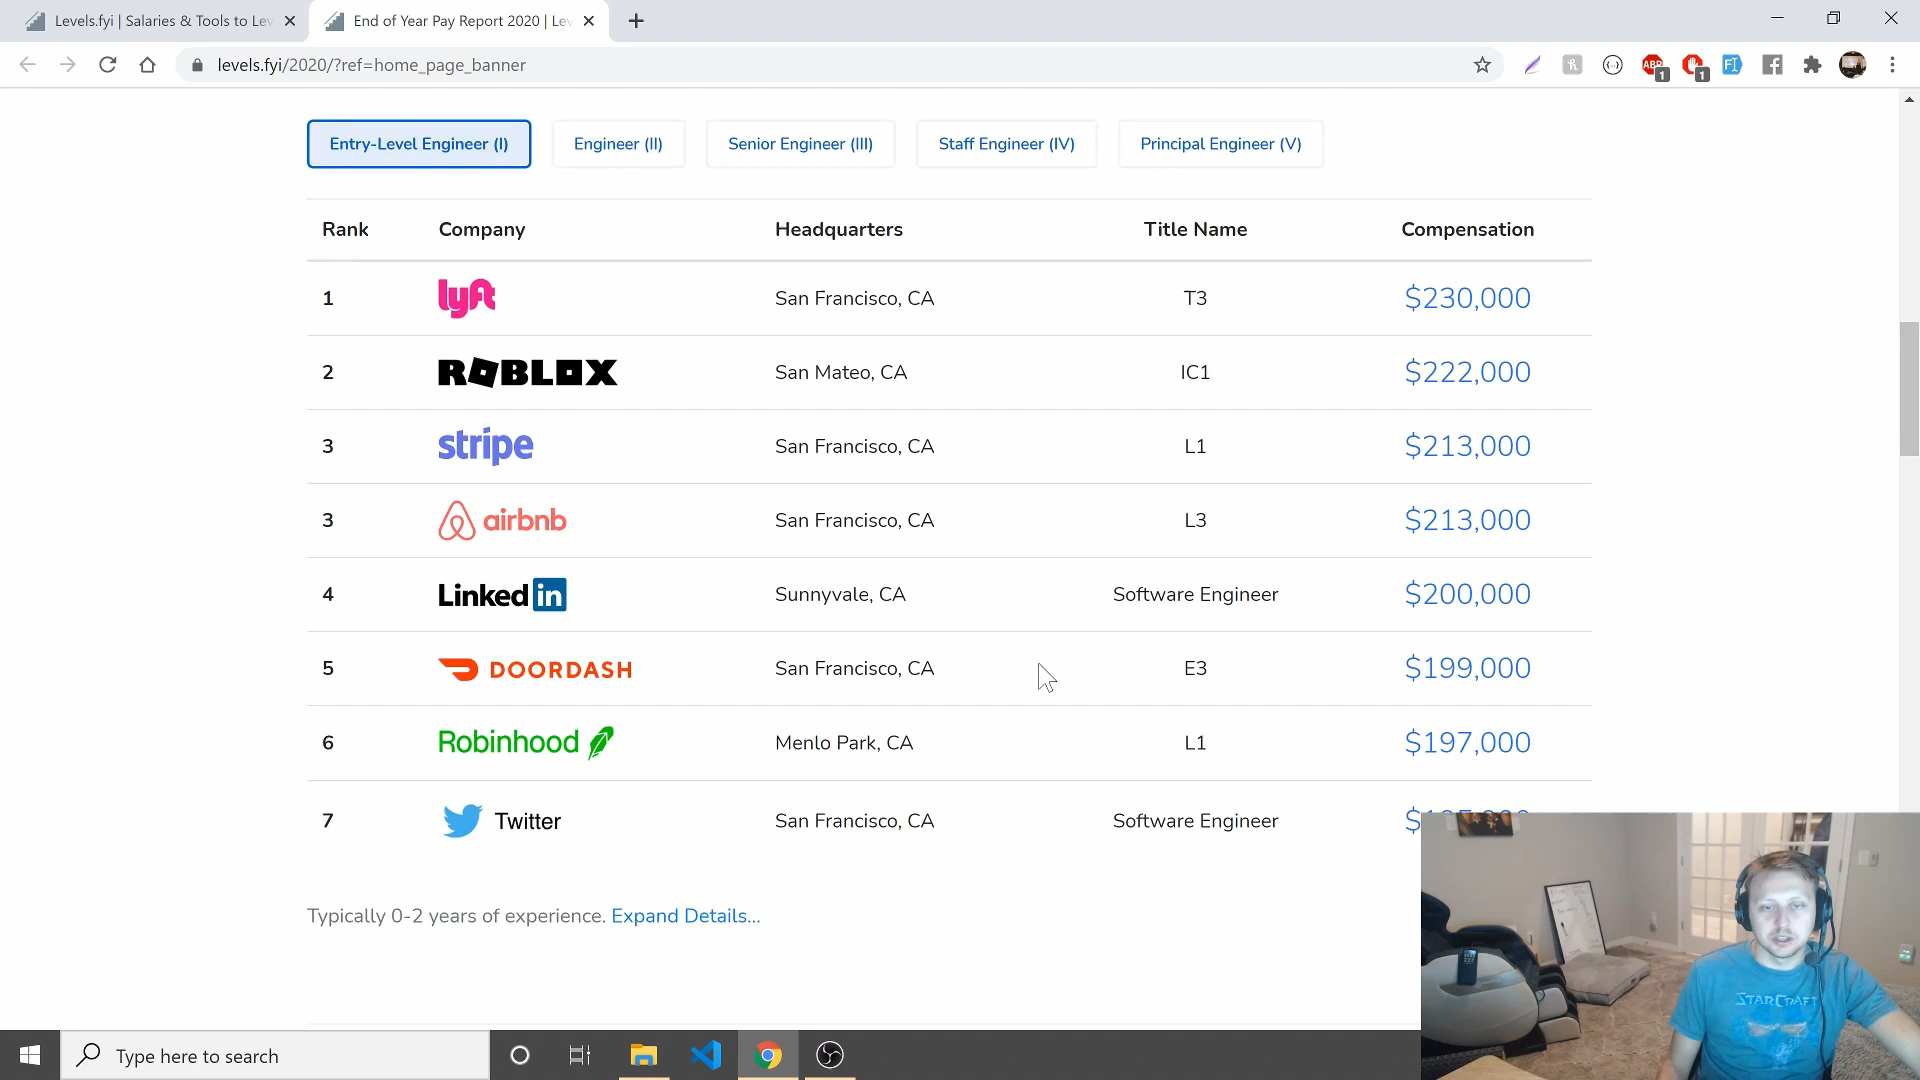 Levels.fyi | Salaries & Tools to Lev
End of Year Pay Report 2020 | Lev
levels.fyi/2020/?ref=home_page_banner
ABP 1 1
Entry-Level Engineer (I) Engineer (II) Senior Engineer (III) Staff Engineer (IV) Principal Engineer (V)
Rank Company Headquarters Title Name Compensation
1 lyft San Francisco, CA T3 $230,000
2 ROBLOX San Mateo, CA IC1 $222,000
3 stripe San Francisco, CA L1 $213,000
3 airbnb San Francisco, CA L3 $213,000
4 Linked in Sunnyvale, CA Software Engineer $200,000
5 DOORDASH San Francisco, CA E3 $199,000
6 Robinhood Menlo Park, CA L1 $197,000
7 Twitter San Francisco, CA Software Engineer
Typically 0-2 years of experience. Expand Details...
STARCRAFT
Type here to search